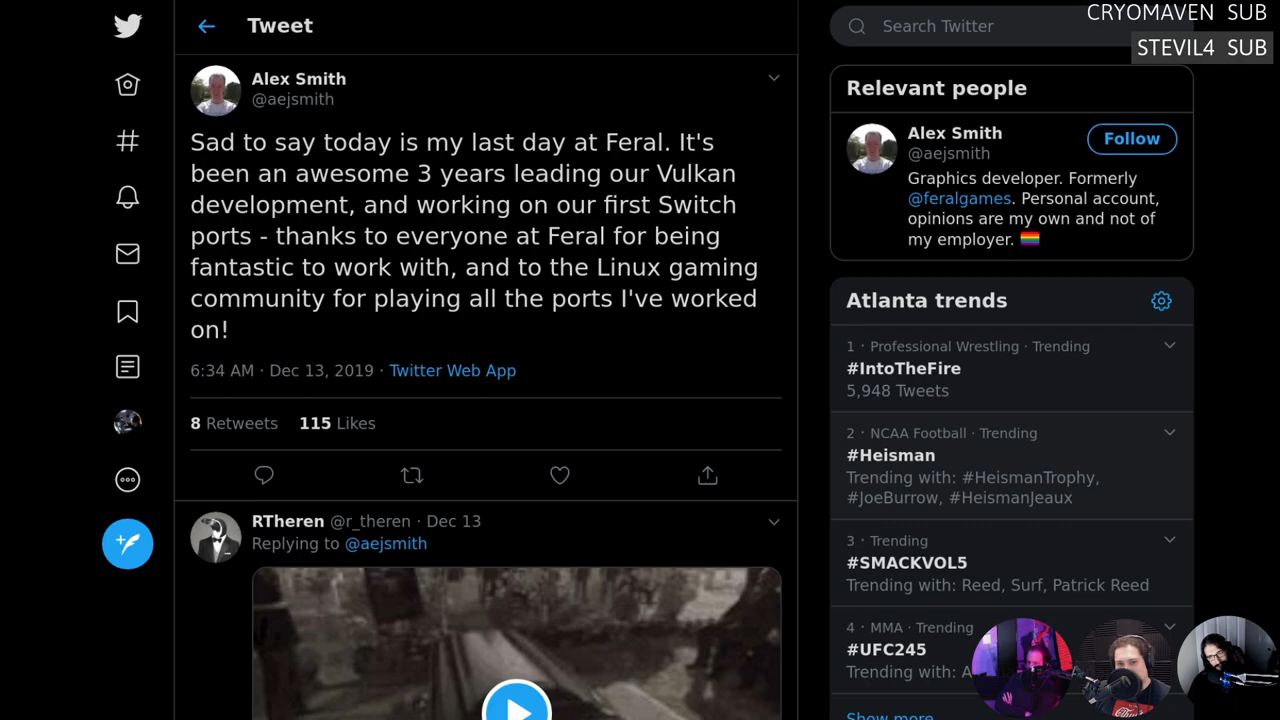 CRYOMAVEN SUB
STEVIL4 SUB
Tweet
Search Twitter
Alex Smith
@aejsmith
Sad to say today is my last day at Feral. It's
been an awesome 3 years leading our Vulkan
development, and working on our first Switch
ports - thanks to everyone at Feral for being
fantastic to work with, and to the Linux gaming
community for playing all the ports I've worked
on!
6:34 AM · Dec 13, 2019 · Twitter Web App
8 Retweets 115 Likes
RTheren @r_theren · Dec 13
Replying to @aejsmith
Relevant people
Alex Smith
@aejsmith
Follow
Graphics developer. Formerly
@feralgames. Personal account,
opinions are my own and not of
my employer.
Atlanta trends
1 · Professional Wrestling · Trending
#IntoTheFire
5,948 Tweets
2 · NCAA Football · Trending
#Heisman
Trending with: #HeismanTrophy,
#JoeBurrow, #HeismanJeaux
3 · Trending
#SMACKVOL5
Trending with: Reed, Surf, Patrick Reed
4 · MMA · Trending
#UFC245
Trending with:
Show more